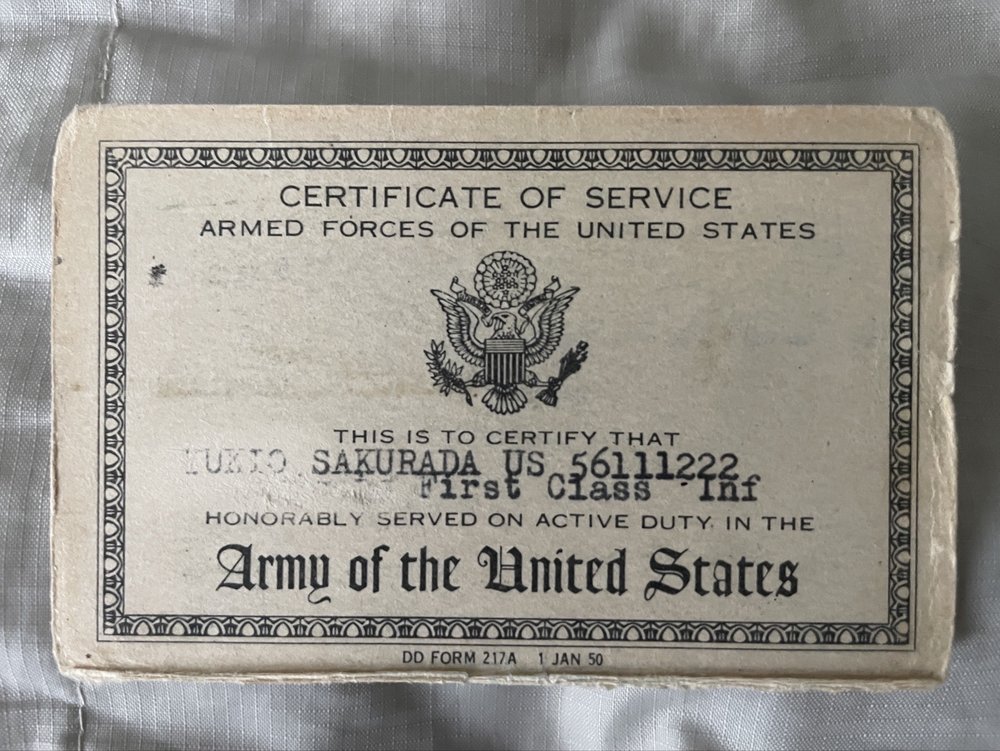 CERTIFICATE OF SERVICE
ARMED FORCES OF THE UNITED STATES
THIS IS TO CERTIFY THAT
YUKIO SAKURADA US 56111222
First Class Inf
HONORABLY SERVED ON ACTIVE DUTY IN THE
Army of the United States
DD FORM 217A 1 JAN 50